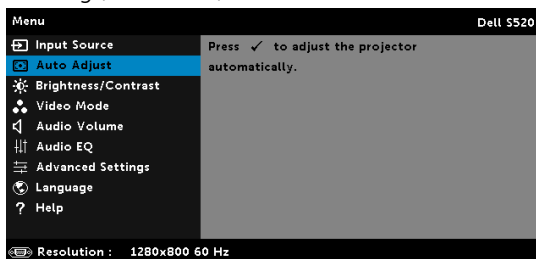 Menu Dell S520
Input Source
Press ✓ to adjust the projector
Auto Adjust
automatically.
Brightness/Contrast
Video Mode
Audio Volume
Audio EQ
Advanced Settings
Language
? Help
Resolution : 1280x800 60 Hz